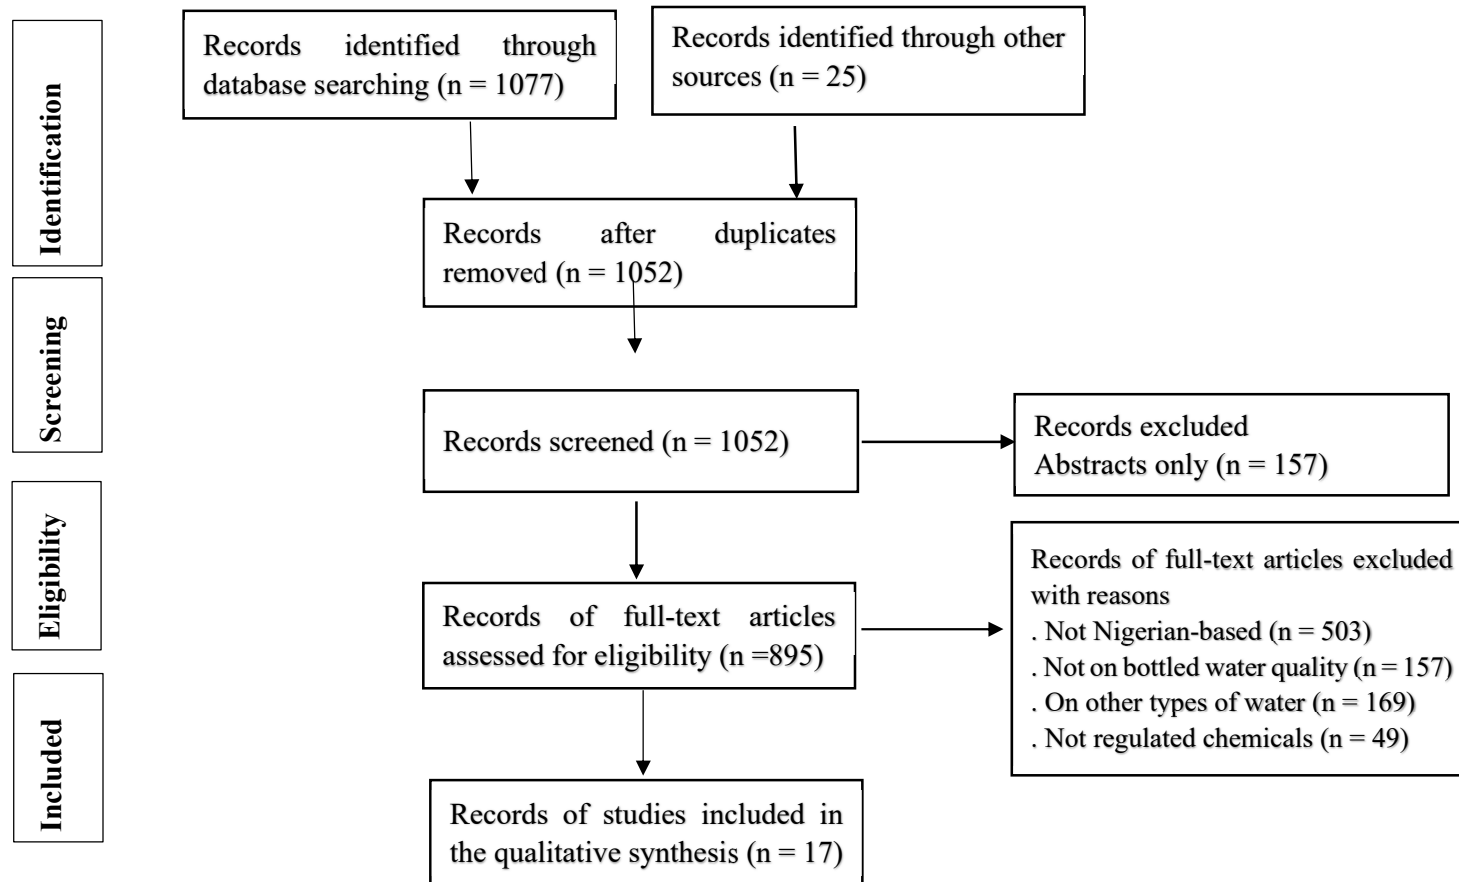 Identification
Records identified through
database searching (n = 1077)
Records identified through other
sources (n = 25)
Records after duplicates
removed (n = 1052)
Screening
Records screened (n = 1052)
Records excluded
Abstracts only (n = 157)
Eligibility
Records of full-text articles
assessed for eligibility (n =895)
Records of full-text articles excluded
with reasons
. Not Nigerian-based (n = 503)
. Not on bottled water quality (n = 157)
. On other types of water (n = 169)
. Not regulated chemicals (n = 49)
Included
Records of studies included in
the qualitative synthesis (n = 17)